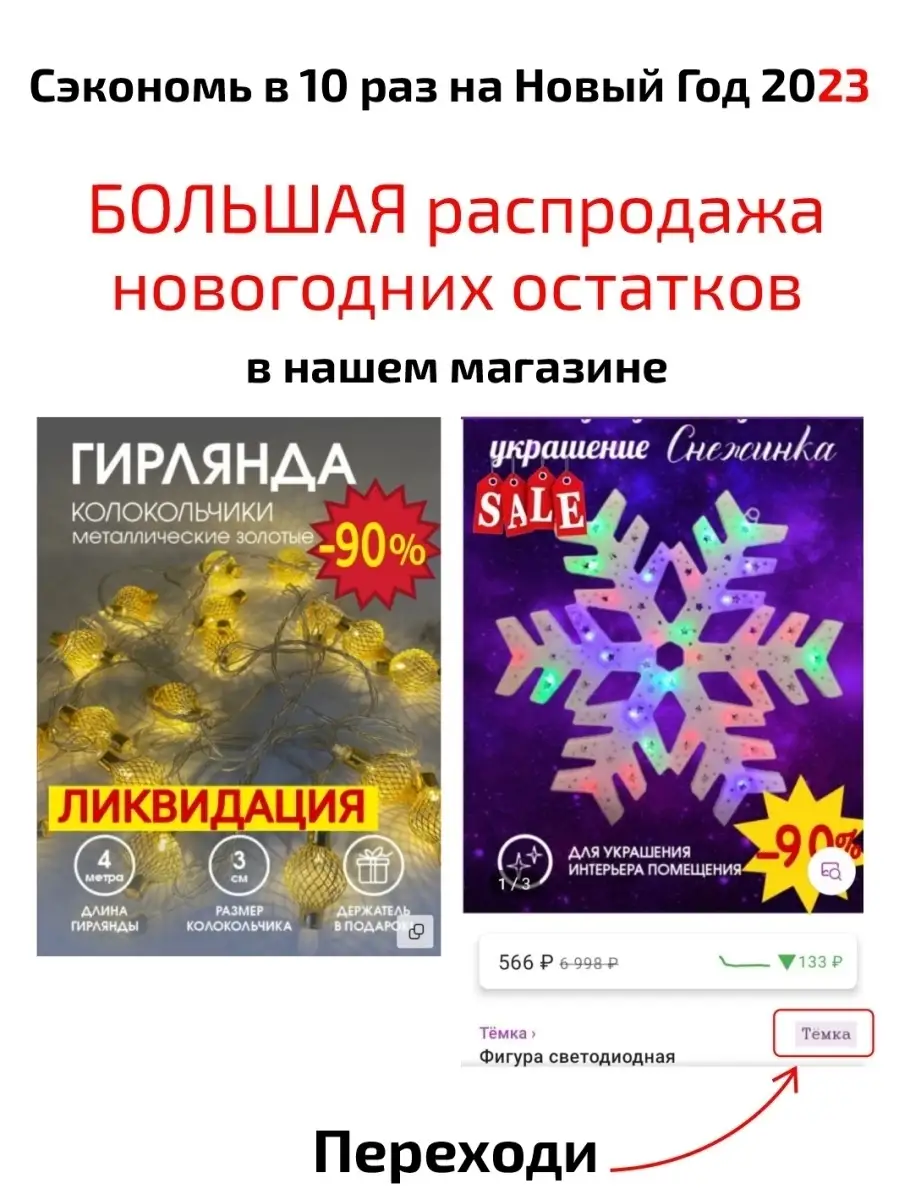 Сэкономь в 10 раз на Новый Год 2023
БОЛЬШАЯ распродажа
новогодних остатков
в нашем магазине
ГИРЛЯНДА
КОЛОКОЛЬЧИКИ
металлические золотые
-90%
ЛИКВИДАЦИЯ
4
метра
ДЛИНА
ГИРЛЯНДЫ
3
см
РАЗМЕР
КОЛОКОЛЬЧИКА
ДЕРЖАТЕЛЬ
В ПОДАРОК
украшение Снежинка
SALE
-90%
ДЛЯ УКРАШЕНИЯ
ИНТЕРЬЕРА ПОМЕЩЕНИЯ
1 / 3
566 ₽ 6 998 ₽ ▼133 ₽
Тёмка ›
Тёмка
Фигура светодиодная
Переходи